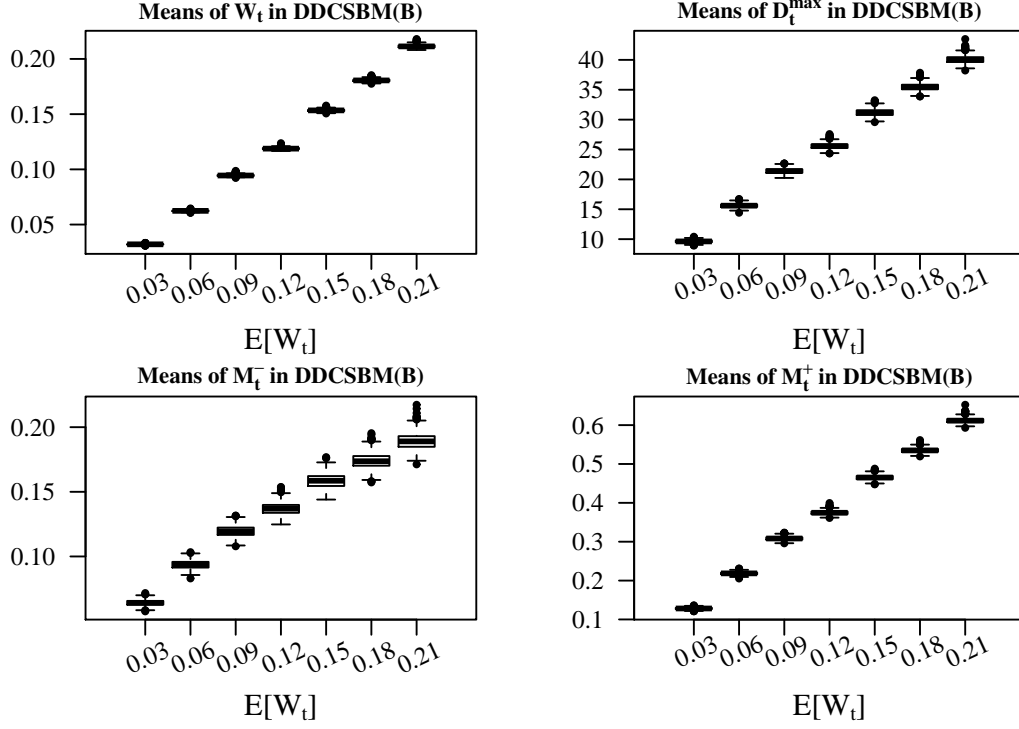 Means of W_t in DDCSBM(B)
0.20
0.15
0.10
0.05
0.03 0.06 0.09 0.12 0.15 0.18 0.21
E[W_t]
Means of D_t^max in DDCSBM(B)
40
35
30
25
20
15
10
0.03 0.06 0.09 0.12 0.15 0.18 0.21
E[W_t]
Means of M_t^− in DDCSBM(B)
0.20
0.15
0.10
0.03 0.06 0.09 0.12 0.15 0.18 0.21
E[W_t]
Means of M_t^+ in DDCSBM(B)
0.6
0.5
0.4
0.3
0.2
0.1
0.03 0.06 0.09 0.12 0.15 0.18 0.21
E[W_t]